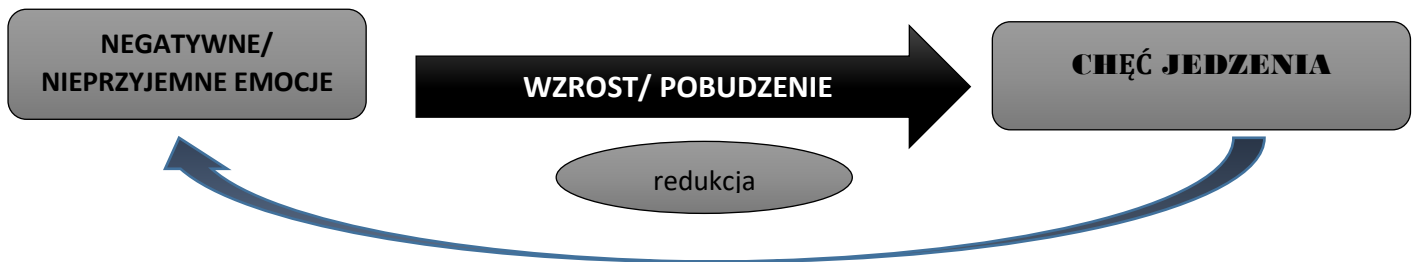 NEGATYWNE/
NIEPRZYJEMNE EMOCJE
WZROST/ POBUDZENIE
CHĘĆ JEDZENIA
redukcja